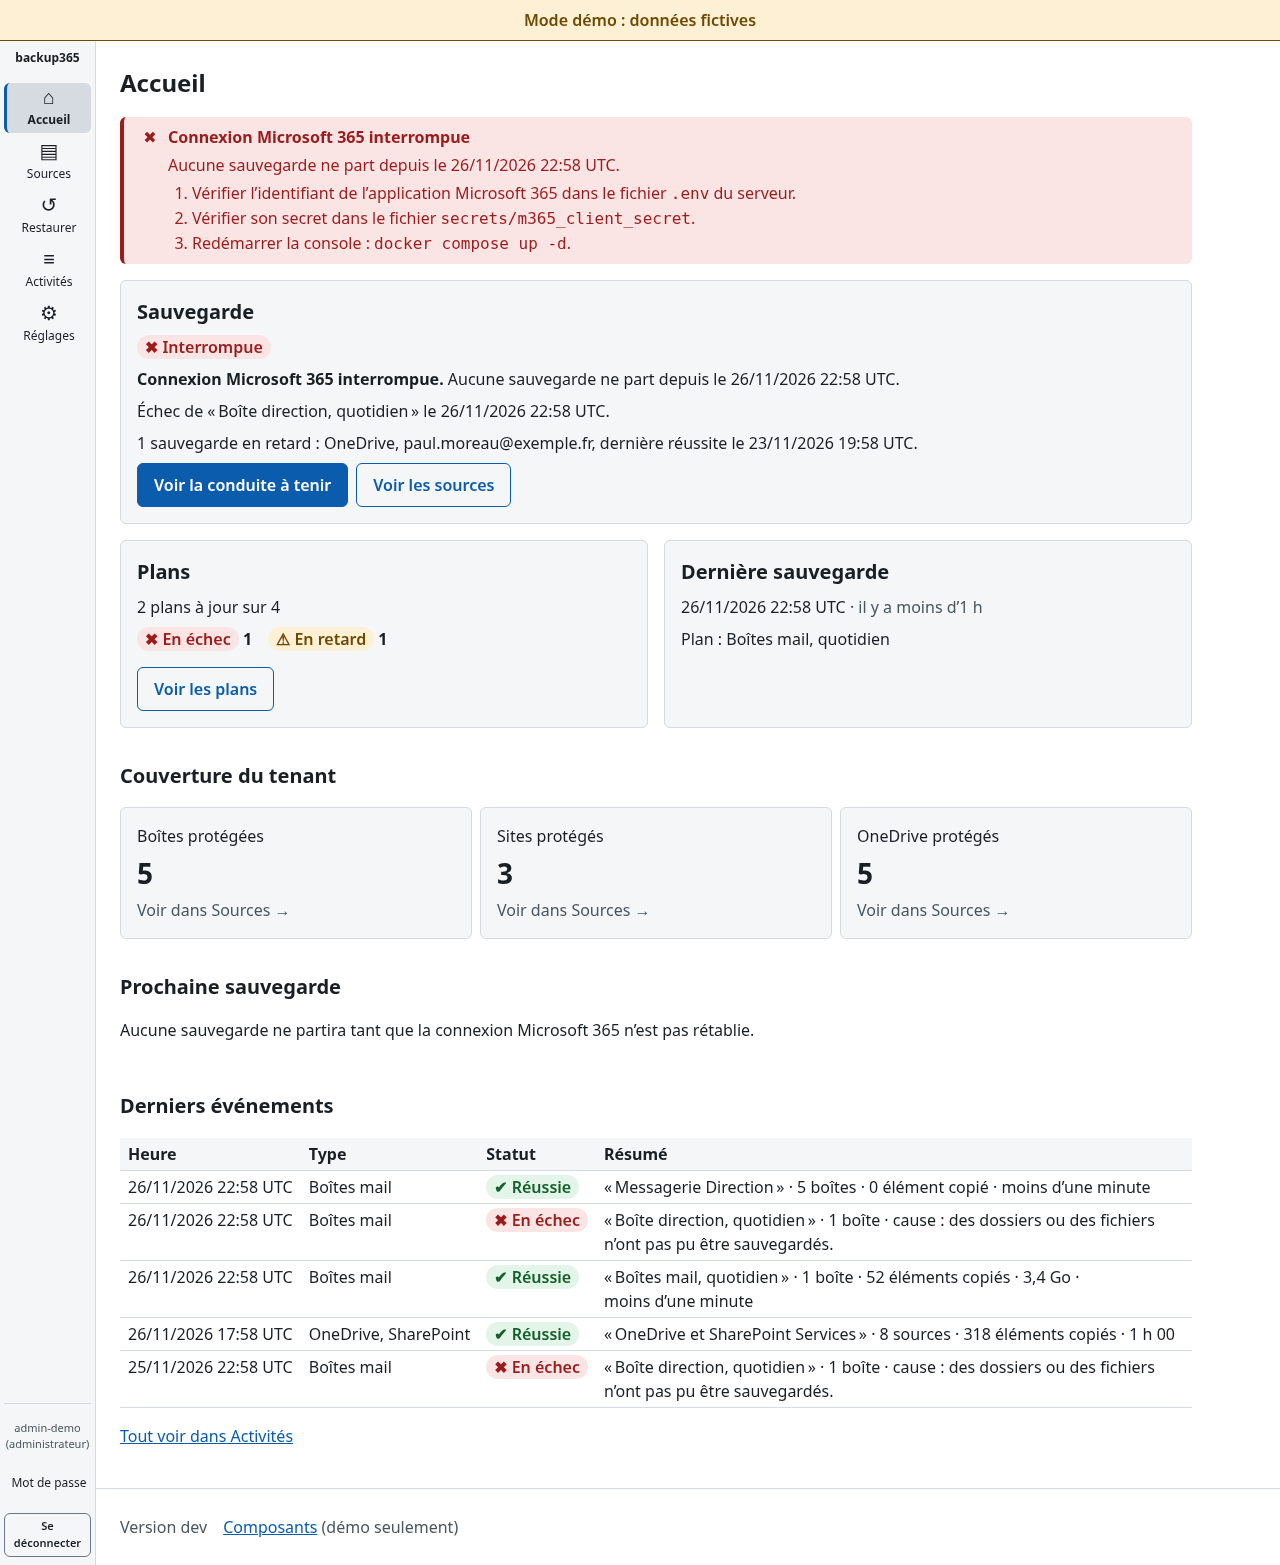 Mode démo : données fictives
backup365
Accueil
Sources
Restaurer
Activités
Réglages
admin-demo
(administrateur)
Mot de passe
Se
déconnecter
Accueil
✖ Connexion Microsoft 365 interrompue
Aucune sauvegarde ne part depuis le 26/11/2026 22:58 UTC.
1. Vérifier l’identifiant de l’application Microsoft 365 dans le fichier .env du serveur.
2. Vérifier son secret dans le fichier secrets/m365_client_secret.
3. Redémarrer la console : docker compose up -d.
Sauvegarde
✖ Interrompue
Connexion Microsoft 365 interrompue. Aucune sauvegarde ne part depuis le 26/11/2026 22:58 UTC.
Échec de « Boîte direction, quotidien » le 26/11/2026 22:58 UTC.
1 sauvegarde en retard : OneDrive, paul.moreau@exemple.fr, dernière réussite le 23/11/2026 19:58 UTC.
Voir la conduite à tenir Voir les sources
Plans
2 plans à jour sur 4
✖ En échec 1 ⚠ En retard 1
Voir les plans
Dernière sauvegarde
26/11/2026 22:58 UTC · il y a moins d’1 h
Plan : Boîtes mail, quotidien
Couverture du tenant
Boîtes protégées
5
Voir dans Sources →
Sites protégés
3
Voir dans Sources →
OneDrive protégés
5
Voir dans Sources →
Prochaine sauvegarde
Aucune sauvegarde ne partira tant que la connexion Microsoft 365 n’est pas rétablie.
Derniers événements
Heure Type Statut Résumé
26/11/2026 22:58 UTC Boîtes mail ✔ Réussie « Messagerie Direction » · 5 boîtes · 0 élément copié · moins d’une minute
26/11/2026 22:58 UTC Boîtes mail ✖ En échec « Boîte direction, quotidien » · 1 boîte · cause : des dossiers ou des fichiers
n’ont pas pu être sauvegardés.
26/11/2026 22:58 UTC Boîtes mail ✔ Réussie « Boîtes mail, quotidien » · 1 boîte · 52 éléments copiés · 3,4 Go ·
moins d’une minute
26/11/2026 17:58 UTC OneDrive, SharePoint ✔ Réussie « OneDrive et SharePoint Services » · 8 sources · 318 éléments copiés · 1 h 00
25/11/2026 22:58 UTC Boîtes mail ✖ En échec « Boîte direction, quotidien » · 1 boîte · cause : des dossiers ou des fichiers
n’ont pas pu être sauvegardés.
Tout voir dans Activités
Version dev Composants (démo seulement)